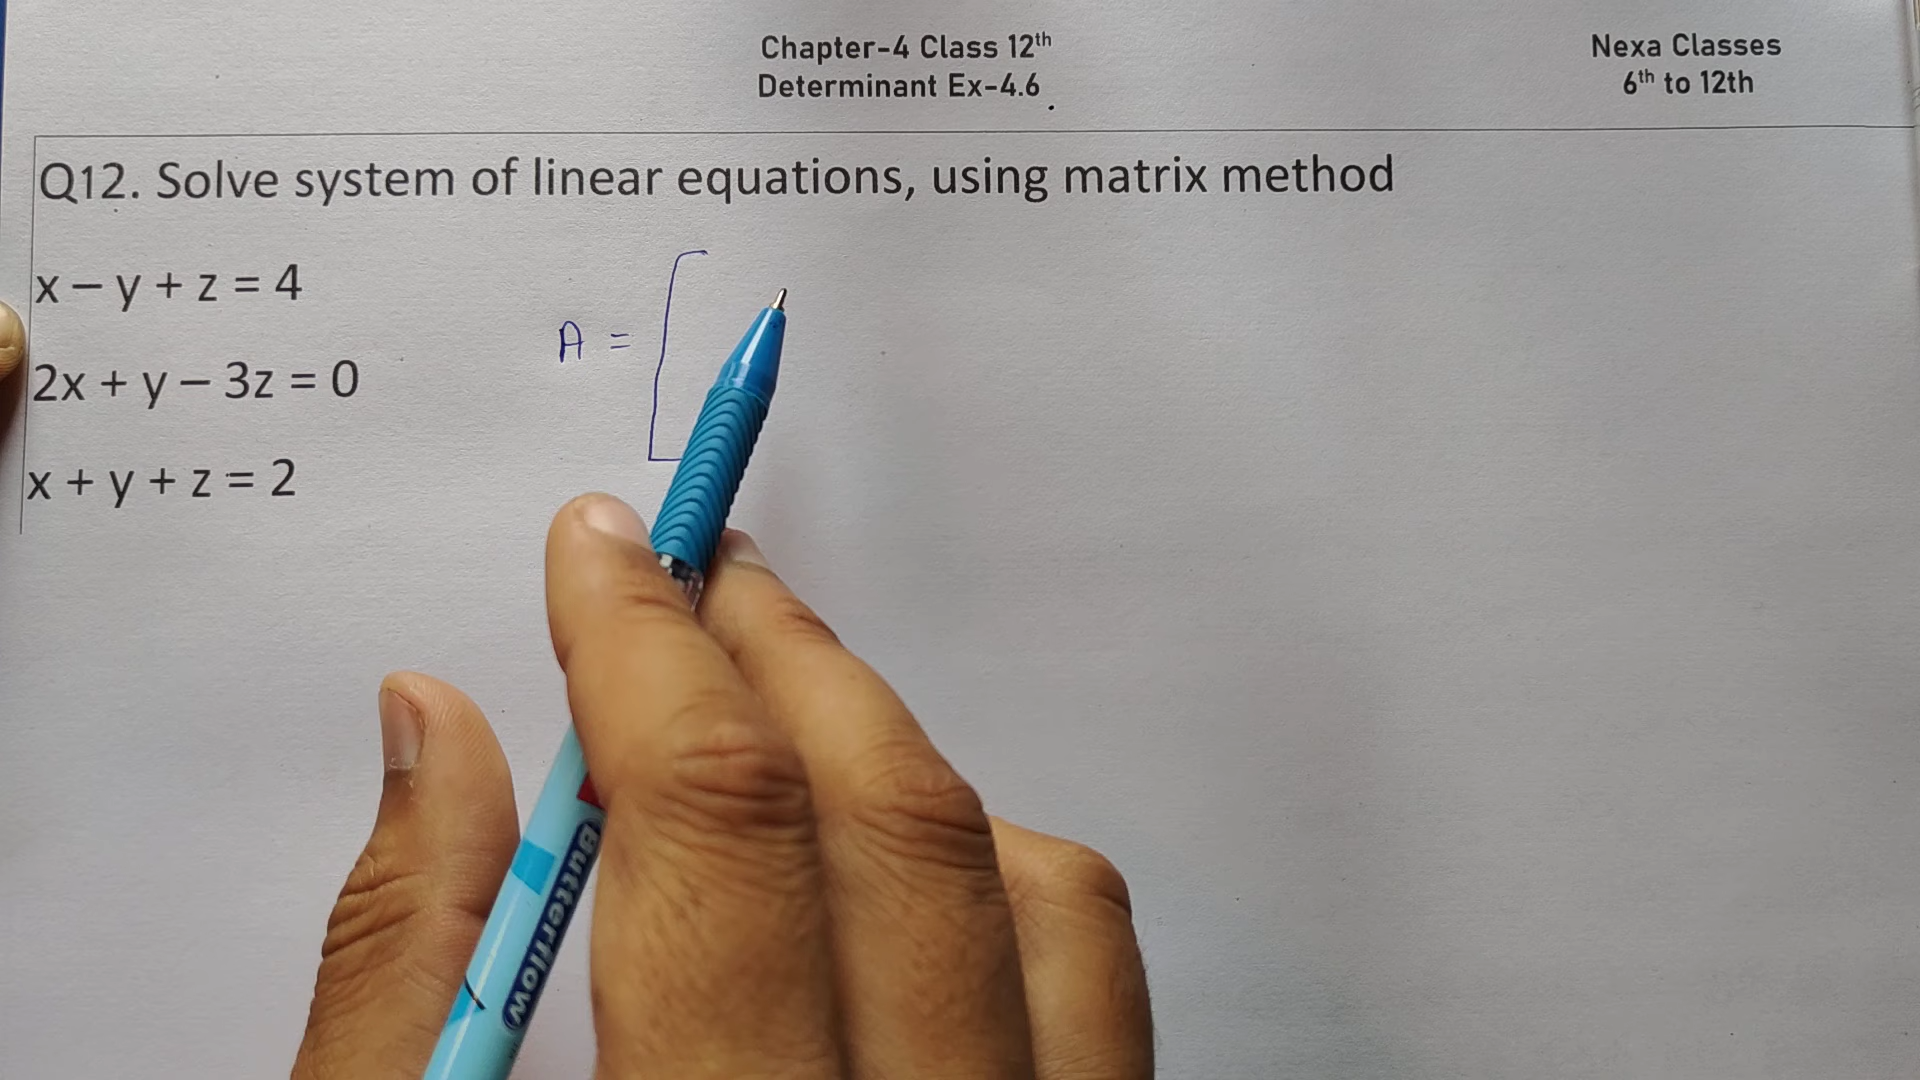 Chapter-4 Class 12th
Determinant Ex-4.6
Nexa Classes
6th to 12th
Q12. Solve system of linear equations, using matrix method
x – y + z = 4
2x + y – 3z = 0
x + y + z = 2
A = [
Butterflow